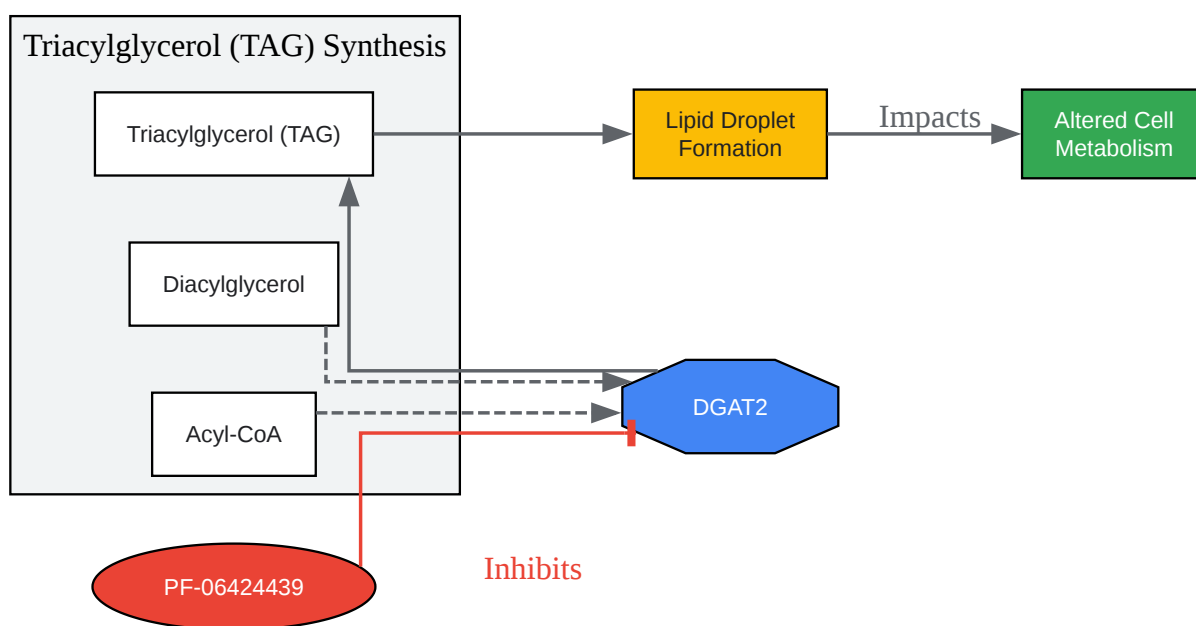 Triacylglycerol (TAG) Synthesis
Triacylglycerol (TAG)
Lipid Droplet
Formation
Impacts
Altered Cell
Metabolism
Diacylglycerol
DGAT2
Acyl-CoA
Inhibits
PF-06424439